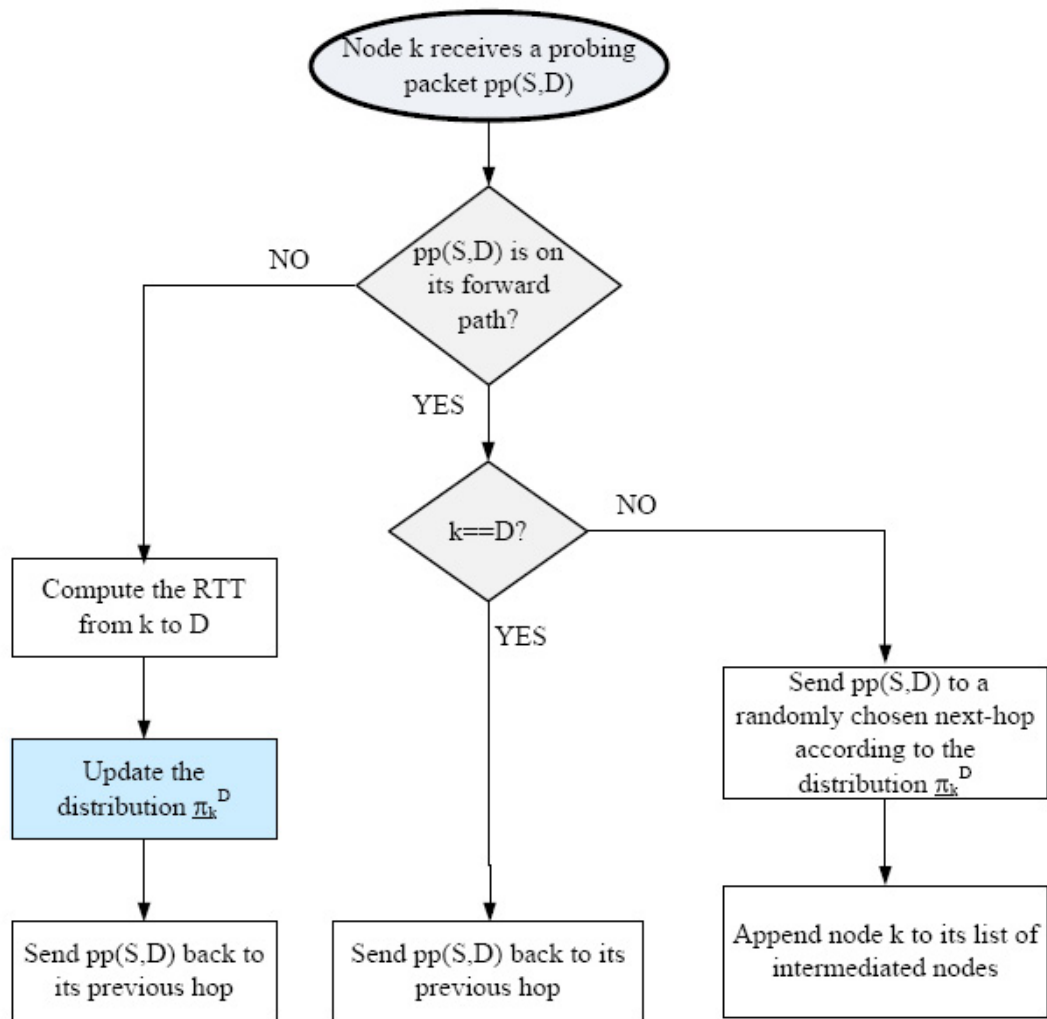 Node k receives a probing
packet pp(S,D)
pp(S,D) is on
its forward
path?
NO
YES
k==D?
NO
YES
Compute the RTT
from k to D
Update the
distribution π_k^D
Send pp(S,D) back to
its previous hop
Send pp(S,D) back to its
previous hop
Send pp(S,D) to a
randomly chosen next-hop
according to the
distribution π_k^D
Append node k to its list of
intermediated nodes